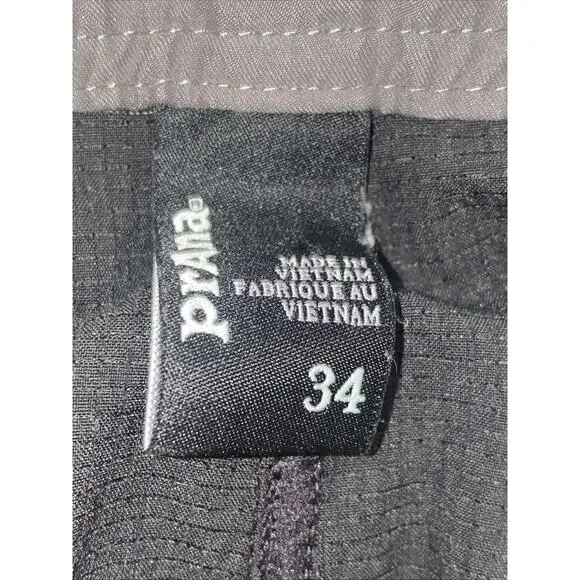 prAna®
MADE IN
VIETNAM
FABRIQUE AU
VIETNAM
34